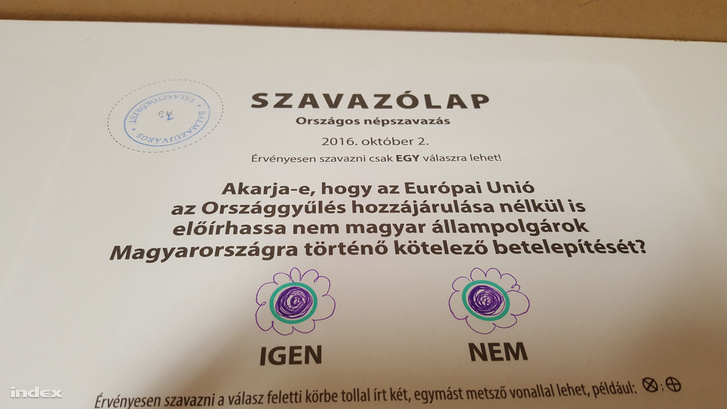 SZAVAZÓLAP
Országos népszavazás
2016. október 2.
Érvényesen szavazni csak EGY válaszra lehet!
Akarja-e, hogy az Európai Unió
az Országgyűlés hozzájárulása nélkül is
előírhassa nem magyar állampolgárok
Magyarországra történő kötelező betelepítését?
IGEN
NEM
Érvényesen szavazni a válasz feletti körbe tollal írt két, egymást metsző vonallal lehet, például:
index